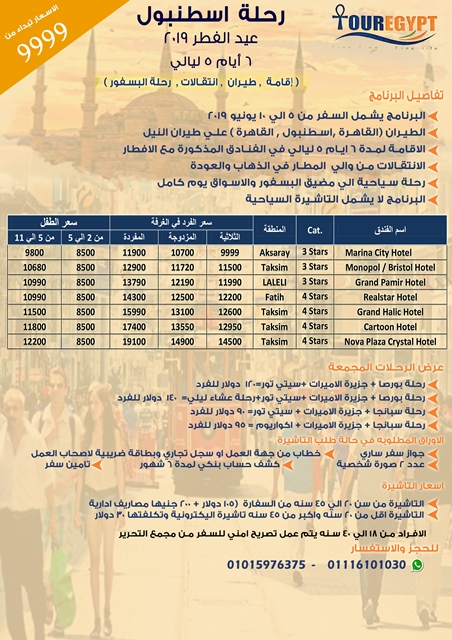 TOUREGYPT
الاسعار تبداء من
9999
رحلة اسطنبول
عيد الفطر ٢٠١٩
٦ أيام ٥ ليالي
( إقامة , طيران , انتقالات , رحلة البسفور )
تفاصيل البرنامج
البرنامج يشمل السفر من ٥ الي ١٠ يونيو ٢٠١٩
الطيران (القاهرة ,اسطنبول , القاهرة ) علي طيران النيل
الاقامة لمدة ٦ ايام ٥ ليالي في الفنادق المذكورة مع الافطار
الانتقالات من والي المطار في الذهاب والعودة
رحلة سياحية الي مضيق البسفور والاسواق يوم كامل
البرنامج لا يشمل التاشيرة السياحية
اسم الفندق Cat. المنطقة سعر الفرد في الغرفة سعر الطفل
الثلاثية المزدوجة المفردة من 2 الي 5 من 5 الي 11
9800 8500 11900 10700 9999 Aksaray 3 Stars Marina City Hotel
10680 8500 12900 11720 11500 Taksim 3 Stars Monopol / Bristol Hotel
10990 8500 13790 12190 11990 LALELI 3 Stars Grand Pamir Hotel
10990 8500 14300 12500 12200 Fatih 4 Stars Realstar Hotel
11500 8500 15990 13100 12600 Taksim 4 Stars Grand Halic Hotel
11800 8500 17400 13550 12950 Taksim 4 Stars Cartoon Hotel
12200 8500 19100 14900 14500 Taksim 4 Stars Nova Plaza Crystal Hotel
عرض الرحلات المجمعة
رحلة بورصا + جزيرة الاميرات +سيتي تور=١٢٠ دولار للفرد
رحلة بورصا + جزيرة الاميرات +سيتي تور+رحلة عشاء ليلي= ١٤٠ دولار للفرد
رحلة سبانجا + جزيرة الاميرات + سيتي تور= ٩٠ دولار للفرد
رحلة سبانجا + جزيرة الاميرات + اكواريوم = ٩٥ دولار للفرد
الاوراق المطلوبه في حالة طلب التاشيرة
جواز سفر ساري خطاب من جهة العمل او سجل تجاري وبطاقة ضريبية لاصحاب العمل
عدد ٢ صورة شخصية كشف حساب بنكي لمدة ٦ شهور تامين سفر
اسعار التاشيرة
التاشيرة من سن ٢٠ الي ٤٥ سنه من السفارة (١٠٥ دولار + ٢٠٠ جنيها مصاريف ادارية
التاشيرة اقل من ٢٠ سنه واكبر من ٤٥ سنه تاشيرة اليكترونية وتكلفتها ٣٠ دولار
الافراد من ١٨ الي ٤٠ سنه يتم عمل تصريح امني للسفر من مجمع التحرير
للحجز والاستفسار
01015976375 - 01116101030